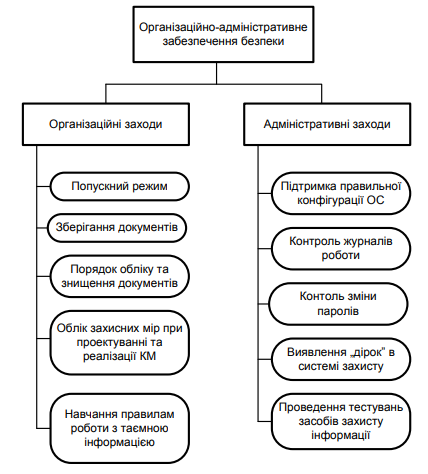 Організаційно-адміністративне
забезпечення безпеки
Організаційні заходи
Попускний режим
Зберігання документів
Порядок обліку та
знищення документів
Облік захисних мір при
проектуванні та
реалізації КМ
Навчання правилам
роботи з таємною
інформацією
Адміністративні заходи
Підтримка правильної
конфігурації ОС
Контроль журналів
роботи
Контоль зміни
паролів
Виявлення „дірок” в
системі захисту
Проведення тестувань
засобів захисту
інформації